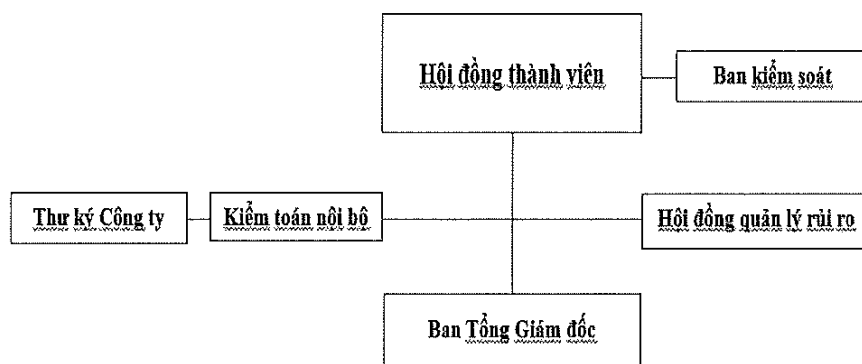 Hội đồng thành viên
Ban kiểm soát
Thư ký Công ty
Kiểm toán nội bộ
Hội đồng quản lý rủi ro
Ban Tổng Giám đốc